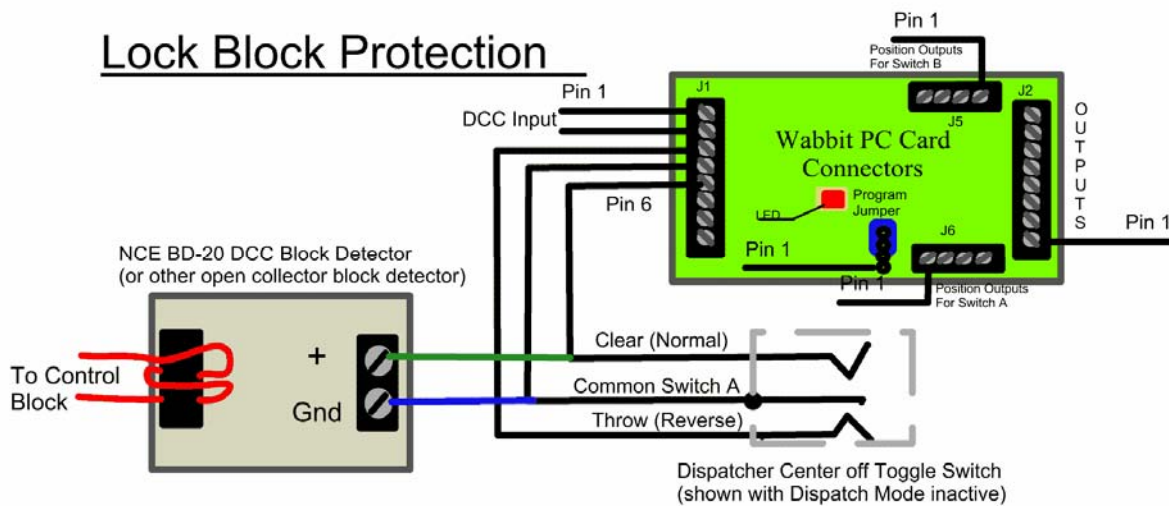 Lock Block Protection
Pin 1
Position Outputs
For Switch B
Pin 1
DCC Input
J1
J5
J2
OUTPUTS
Wabbit PC Card
Connectors
Pin 6
LED
Program
Jumper
Pin 1
J6
Pin 1
Pin 1
Position Outputs
For Switch A
NCE BD-20 DCC Block Detector
(or other open collector block detector)
To Control
Block
+
Gnd
Clear (Normal)
Common Switch A
Throw (Reverse)
Dispatcher Center off Toggle Switch
(shown with Dispatch Mode inactive)